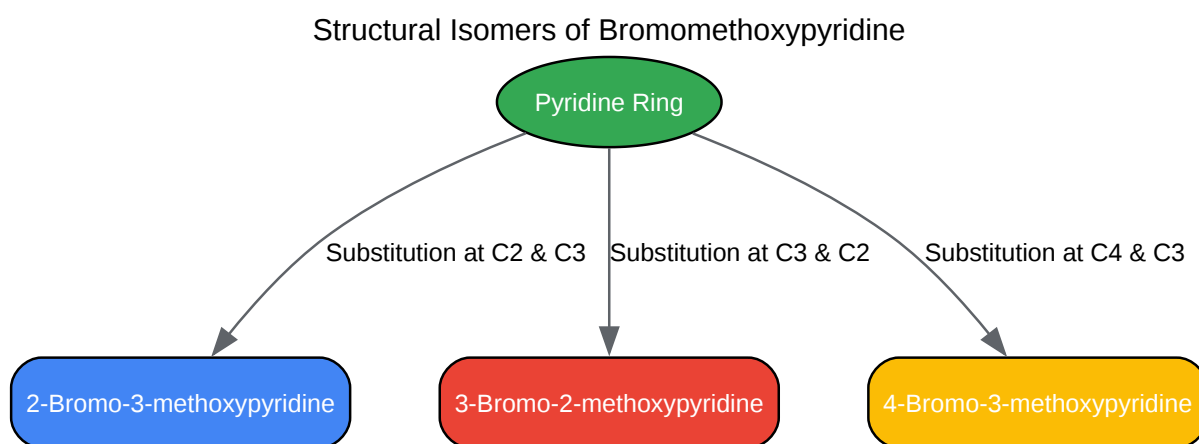 Structural Isomers of Bromomethoxypyridine
Pyridine Ring
Substitution at C2 & C3
Substitution at C3 & C2
Substitution at C4 & C3
2-Bromo-3-methoxypyridine
3-Bromo-2-methoxypyridine
4-Bromo-3-methoxypyridine